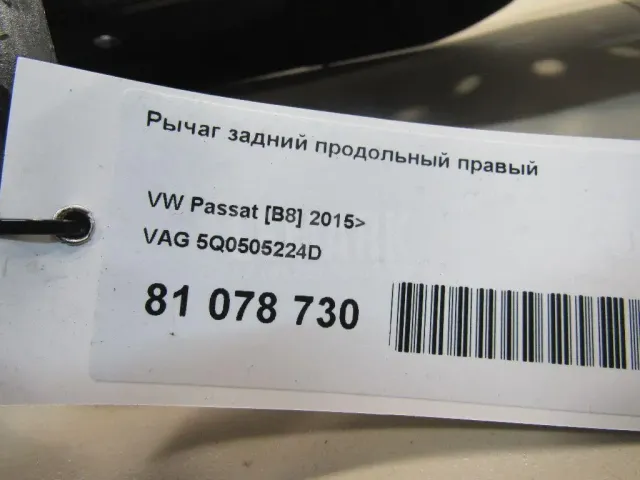 Рычаг задний продольный правый
VW Passat [B8] 2015>
VAG 5Q0505224D
81 078 730